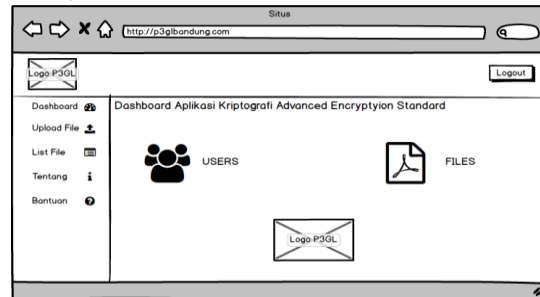 Situs
http://p3glbandung.com
Logo P3GL
Logout
Dashboard
Dashboard Aplikasi Kriptografi Advanced Encryptyion Standard
Upload File
List File
Tentang
Bantuan
USERS
FILES
Logo P3GL